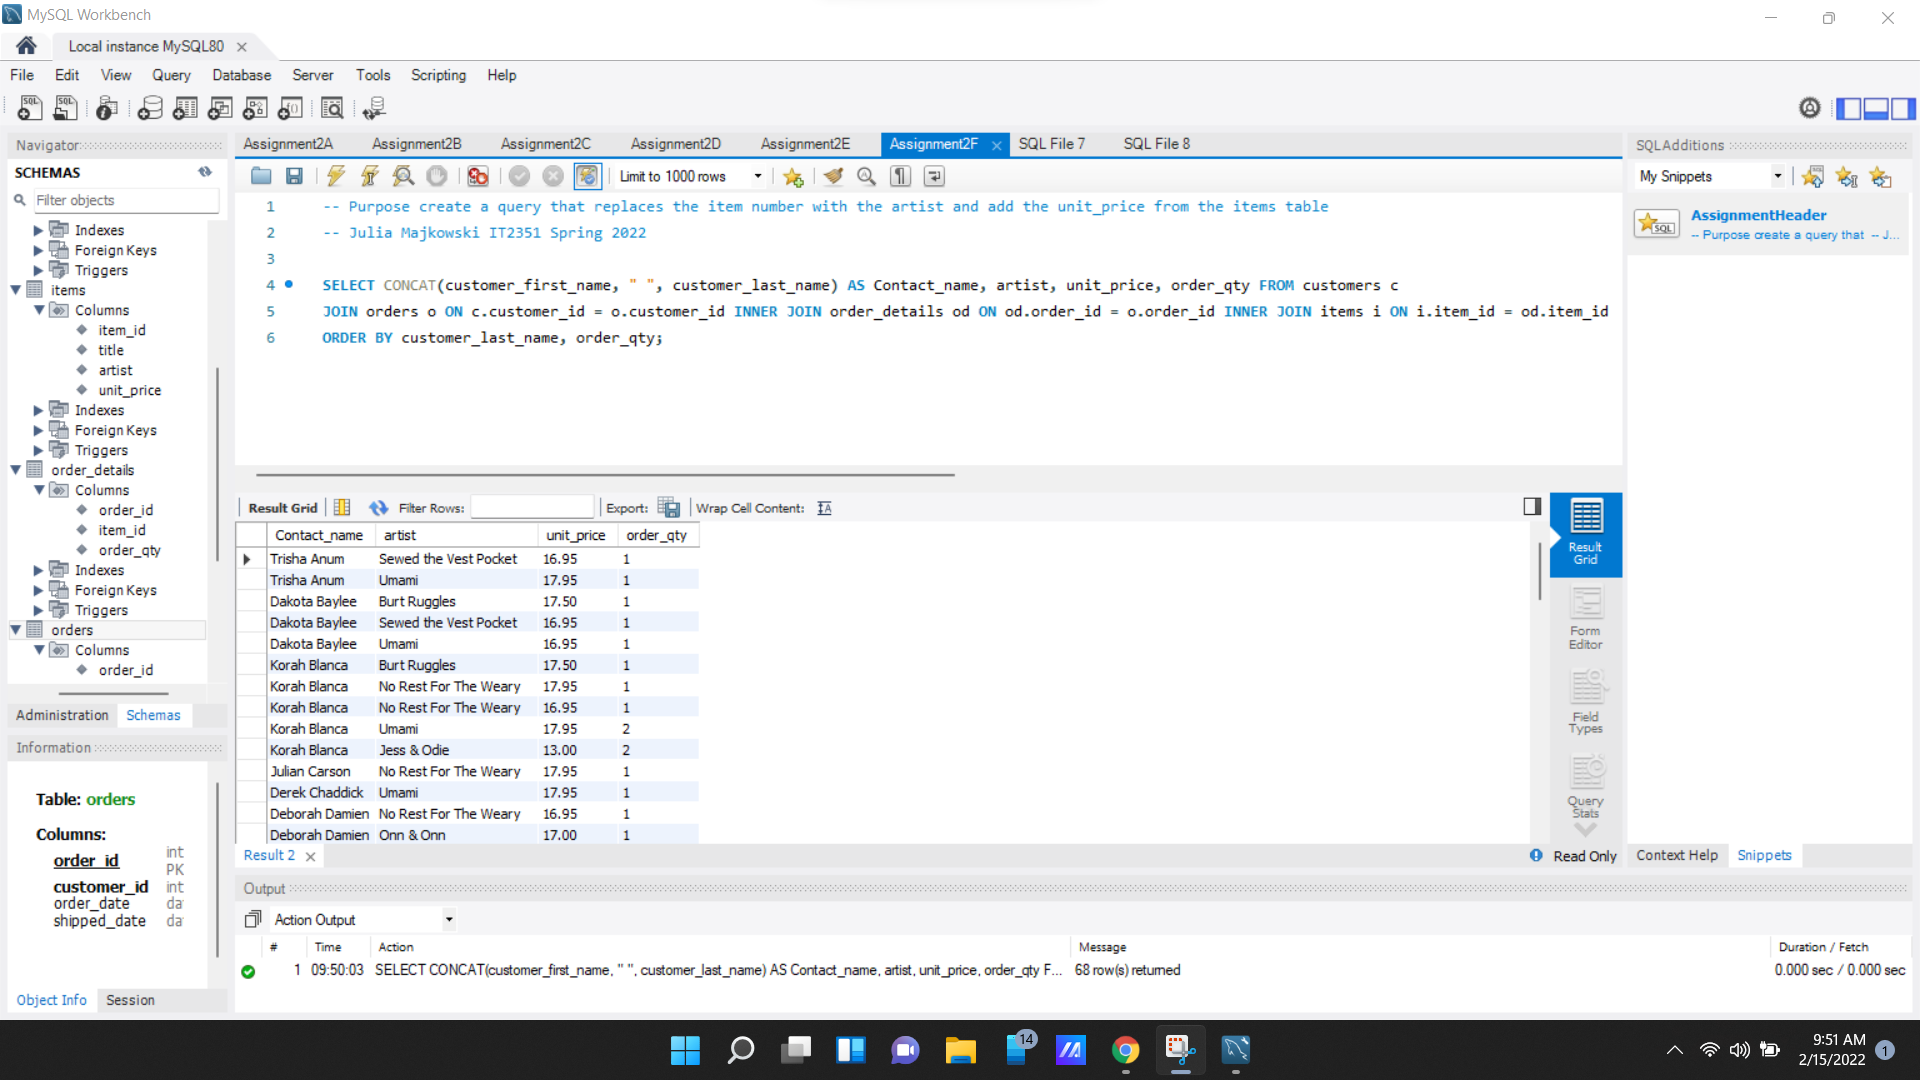 MySQL Workbench
Local instance MySQL80
File Edit View Query Database Server Tools Scripting Help
Navigator
SCHEMAS
Filter objects
Indexes
Foreign Keys
Triggers
items
Columns
item_id
title
artist
unit_price
Indexes
Foreign Keys
Triggers
order_details
Columns
order_id
item_id
order_qty
Indexes
Foreign Keys
Triggers
orders
Columns
order_id
Administration Schemas
Information
Table: orders
Columns:
order_id int PK
customer_id int
order_date da
shipped_date da
Object Info Session
Assignment2A Assignment2B Assignment2C Assignment2D Assignment2E Assignment2F SQL File 7 SQL File 8
Limit to 1000 rows
1 -- Purpose create a query that replaces the item number with the artist and add the unit_price from the items table
2 -- Julia Majkowski IT2351 Spring 2022
3
4 SELECT CONCAT(customer_first_name, " ", customer_last_name) AS Contact_name, artist, unit_price, order_qty FROM customers c
5 JOIN orders o ON c.customer_id = o.customer_id INNER JOIN order_details od ON od.order_id = o.order_id INNER JOIN items i ON i.item_id = od.item_id
6 ORDER BY customer_last_name, order_qty;
Result Grid Filter Rows: Export: Wrap Cell Content:
Contact_name artist unit_price order_qty
Trisha Anum Sewed the Vest Pocket 16.95 1
Trisha Anum Umami 17.95 1
Dakota Baylee Burt Ruggles 17.50 1
Dakota Baylee Sewed the Vest Pocket 16.95 1
Dakota Baylee Umami 16.95 1
Korah Blanca Burt Ruggles 17.50 1
Korah Blanca No Rest For The Weary 17.95 1
Korah Blanca No Rest For The Weary 16.95 1
Korah Blanca Umami 17.95 2
Korah Blanca Jess & Odie 13.00 2
Julian Carson No Rest For The Weary 17.95 1
Derek Chaddick Umami 17.95 1
Deborah Damien No Rest For The Weary 16.95 1
Deborah Damien Onn & Onn 17.00 1
Result Grid
Form Editor
Field Types
Query Stats
Result 2
Read Only
Output
Action Output
# Time Action Message Duration / Fetch
1 09:50:03 SELECT CONCAT(customer_first_name, " ", customer_last_name) AS Contact_name, artist, unit_price, order_qty F... 68 row(s) returned 0.000 sec / 0.000 sec
SQLAdditions
My Snippets
AssignmentHeader
-- Purpose create a query that -- J...
SQL
Context Help Snippets
14
9:51 AM
2/15/2022
1